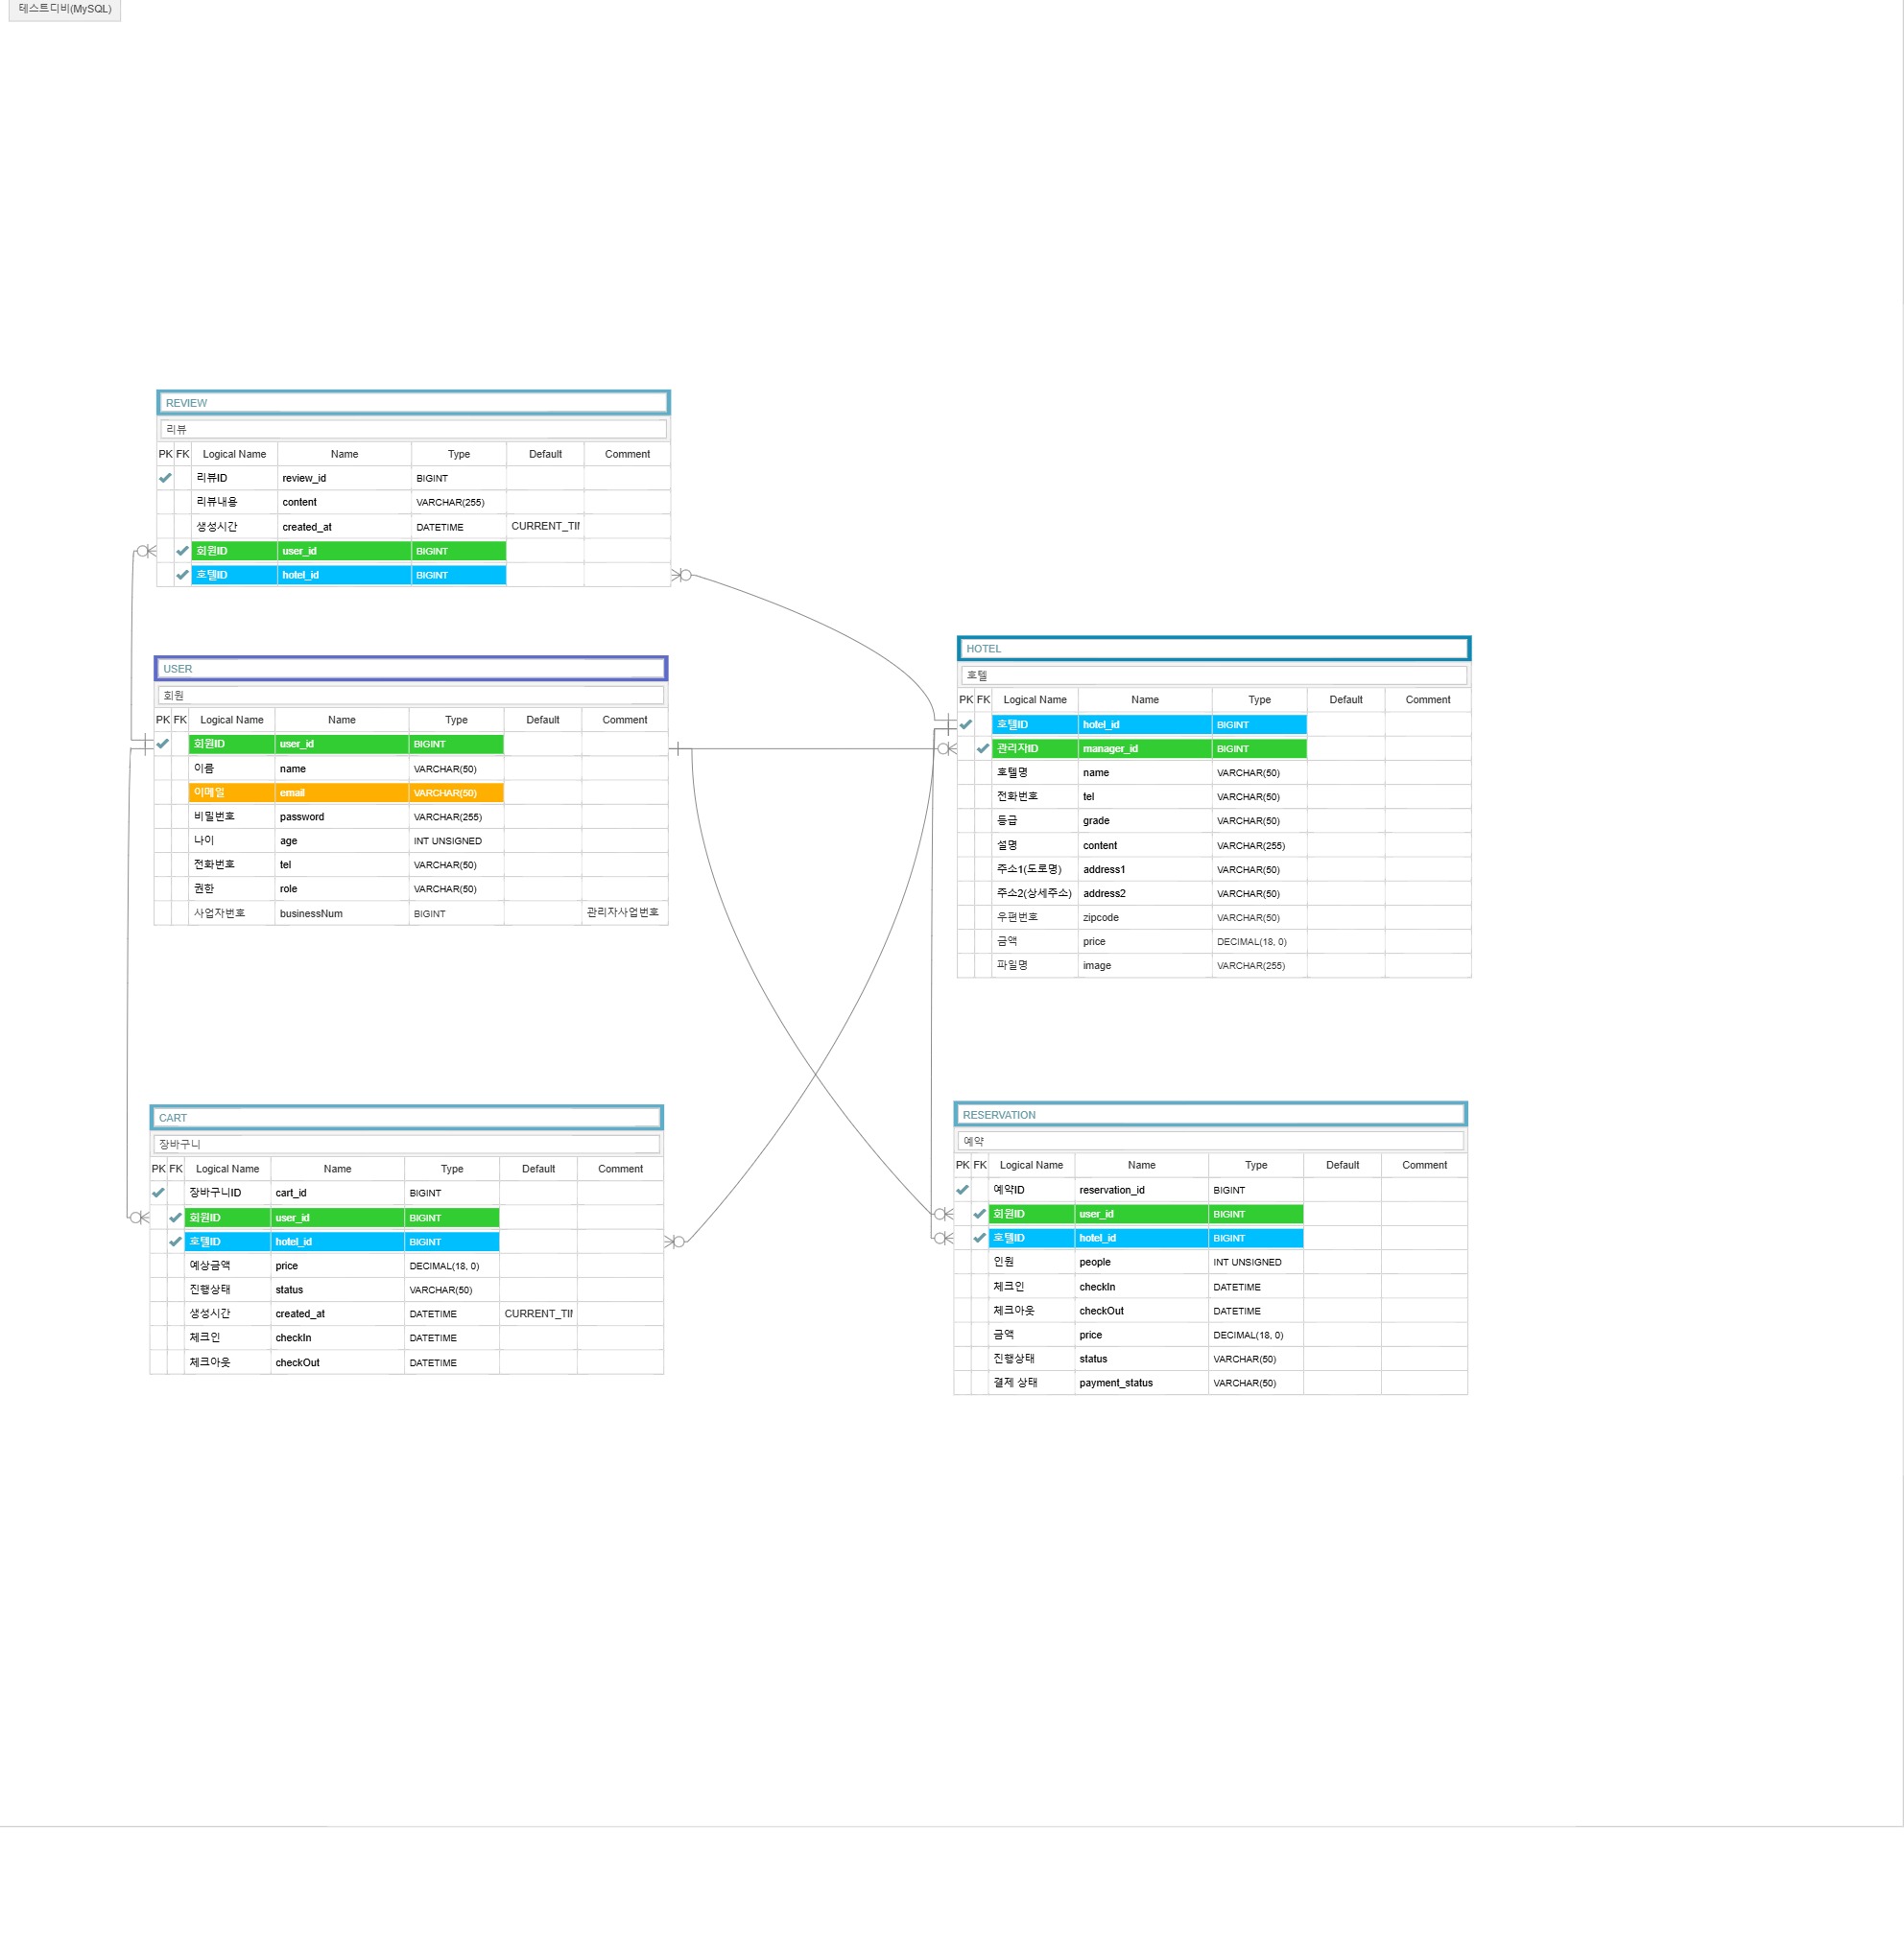 테스트디비(MySQL)
REVIEW
리뷰
PK FK Logical Name Name Type Default Comment
리뷰ID review_id BIGINT
리뷰내용 content VARCHAR(255)
생성시간 created_at DATETIME CURRENT_TI
회원ID user_id BIGINT
호텔ID hotel_id BIGINT
USER
회원
PK FK Logical Name Name Type Default Comment
회원ID user_id BIGINT
이름 name VARCHAR(50)
이메일 email VARCHAR(50)
비밀번호 password VARCHAR(255)
나이 age INT UNSIGNED
전화번호 tel VARCHAR(50)
권한 role VARCHAR(50)
사업자번호 businessNum BIGINT 관리자사업번호
HOTEL
호텔
PK FK Logical Name Name Type Default Comment
호텔ID hotel_id BIGINT
관리자ID manager_id BIGINT
호텔명 name VARCHAR(50)
전화번호 tel VARCHAR(50)
등급 grade VARCHAR(50)
설명 content VARCHAR(255)
주소1(도로명) address1 VARCHAR(50)
주소2(상세주소) address2 VARCHAR(50)
우편번호 zipcode VARCHAR(50)
금액 price DECIMAL(18, 0)
파일명 image VARCHAR(255)
CART
장바구니
PK FK Logical Name Name Type Default Comment
장바구니ID cart_id BIGINT
회원ID user_id BIGINT
호텔ID hotel_id BIGINT
예상금액 price DECIMAL(18, 0)
진행상태 status VARCHAR(50)
생성시간 created_at DATETIME CURRENT_TI
체크인 checkIn DATETIME
체크아웃 checkOut DATETIME
RESERVATION
예약
PK FK Logical Name Name Type Default Comment
예약ID reservation_id BIGINT
회원ID user_id BIGINT
호텔ID hotel_id BIGINT
인원 people INT UNSIGNED
체크인 checkIn DATETIME
체크아웃 checkOut DATETIME
금액 price DECIMAL(18, 0)
진행상태 status VARCHAR(50)
결제 상태 payment_status VARCHAR(50)